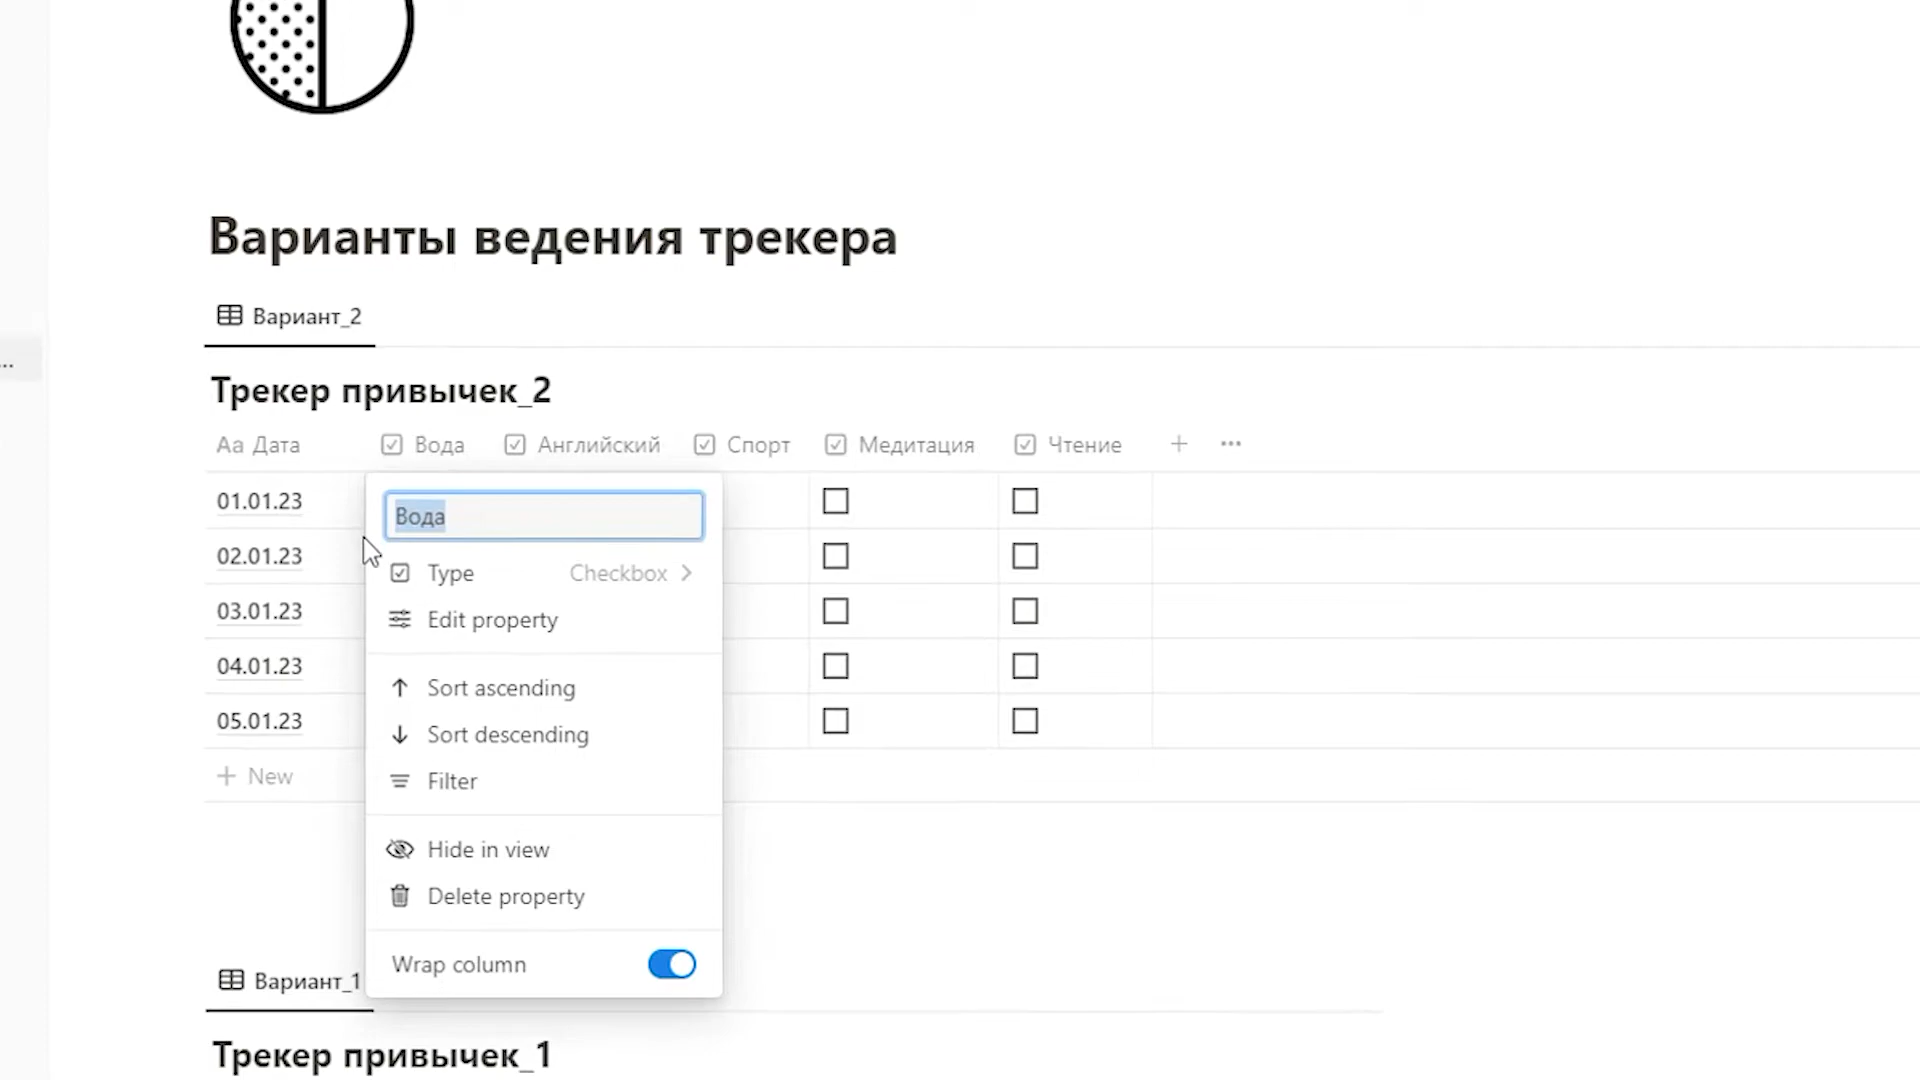 Варианты ведения трекера
Вариант_2
...
Трекер привычек_2
Aa Дата Вода Английский Спорт Медитация Чтение + ...
01.01.23
Вода
02.01.23
Type Checkbox
03.01.23
Edit property
04.01.23
Sort ascending
05.01.23
Sort descending
+ New
Filter
Hide in view
Delete property
Wrap column
Вариант_1
Трекер привычек_1